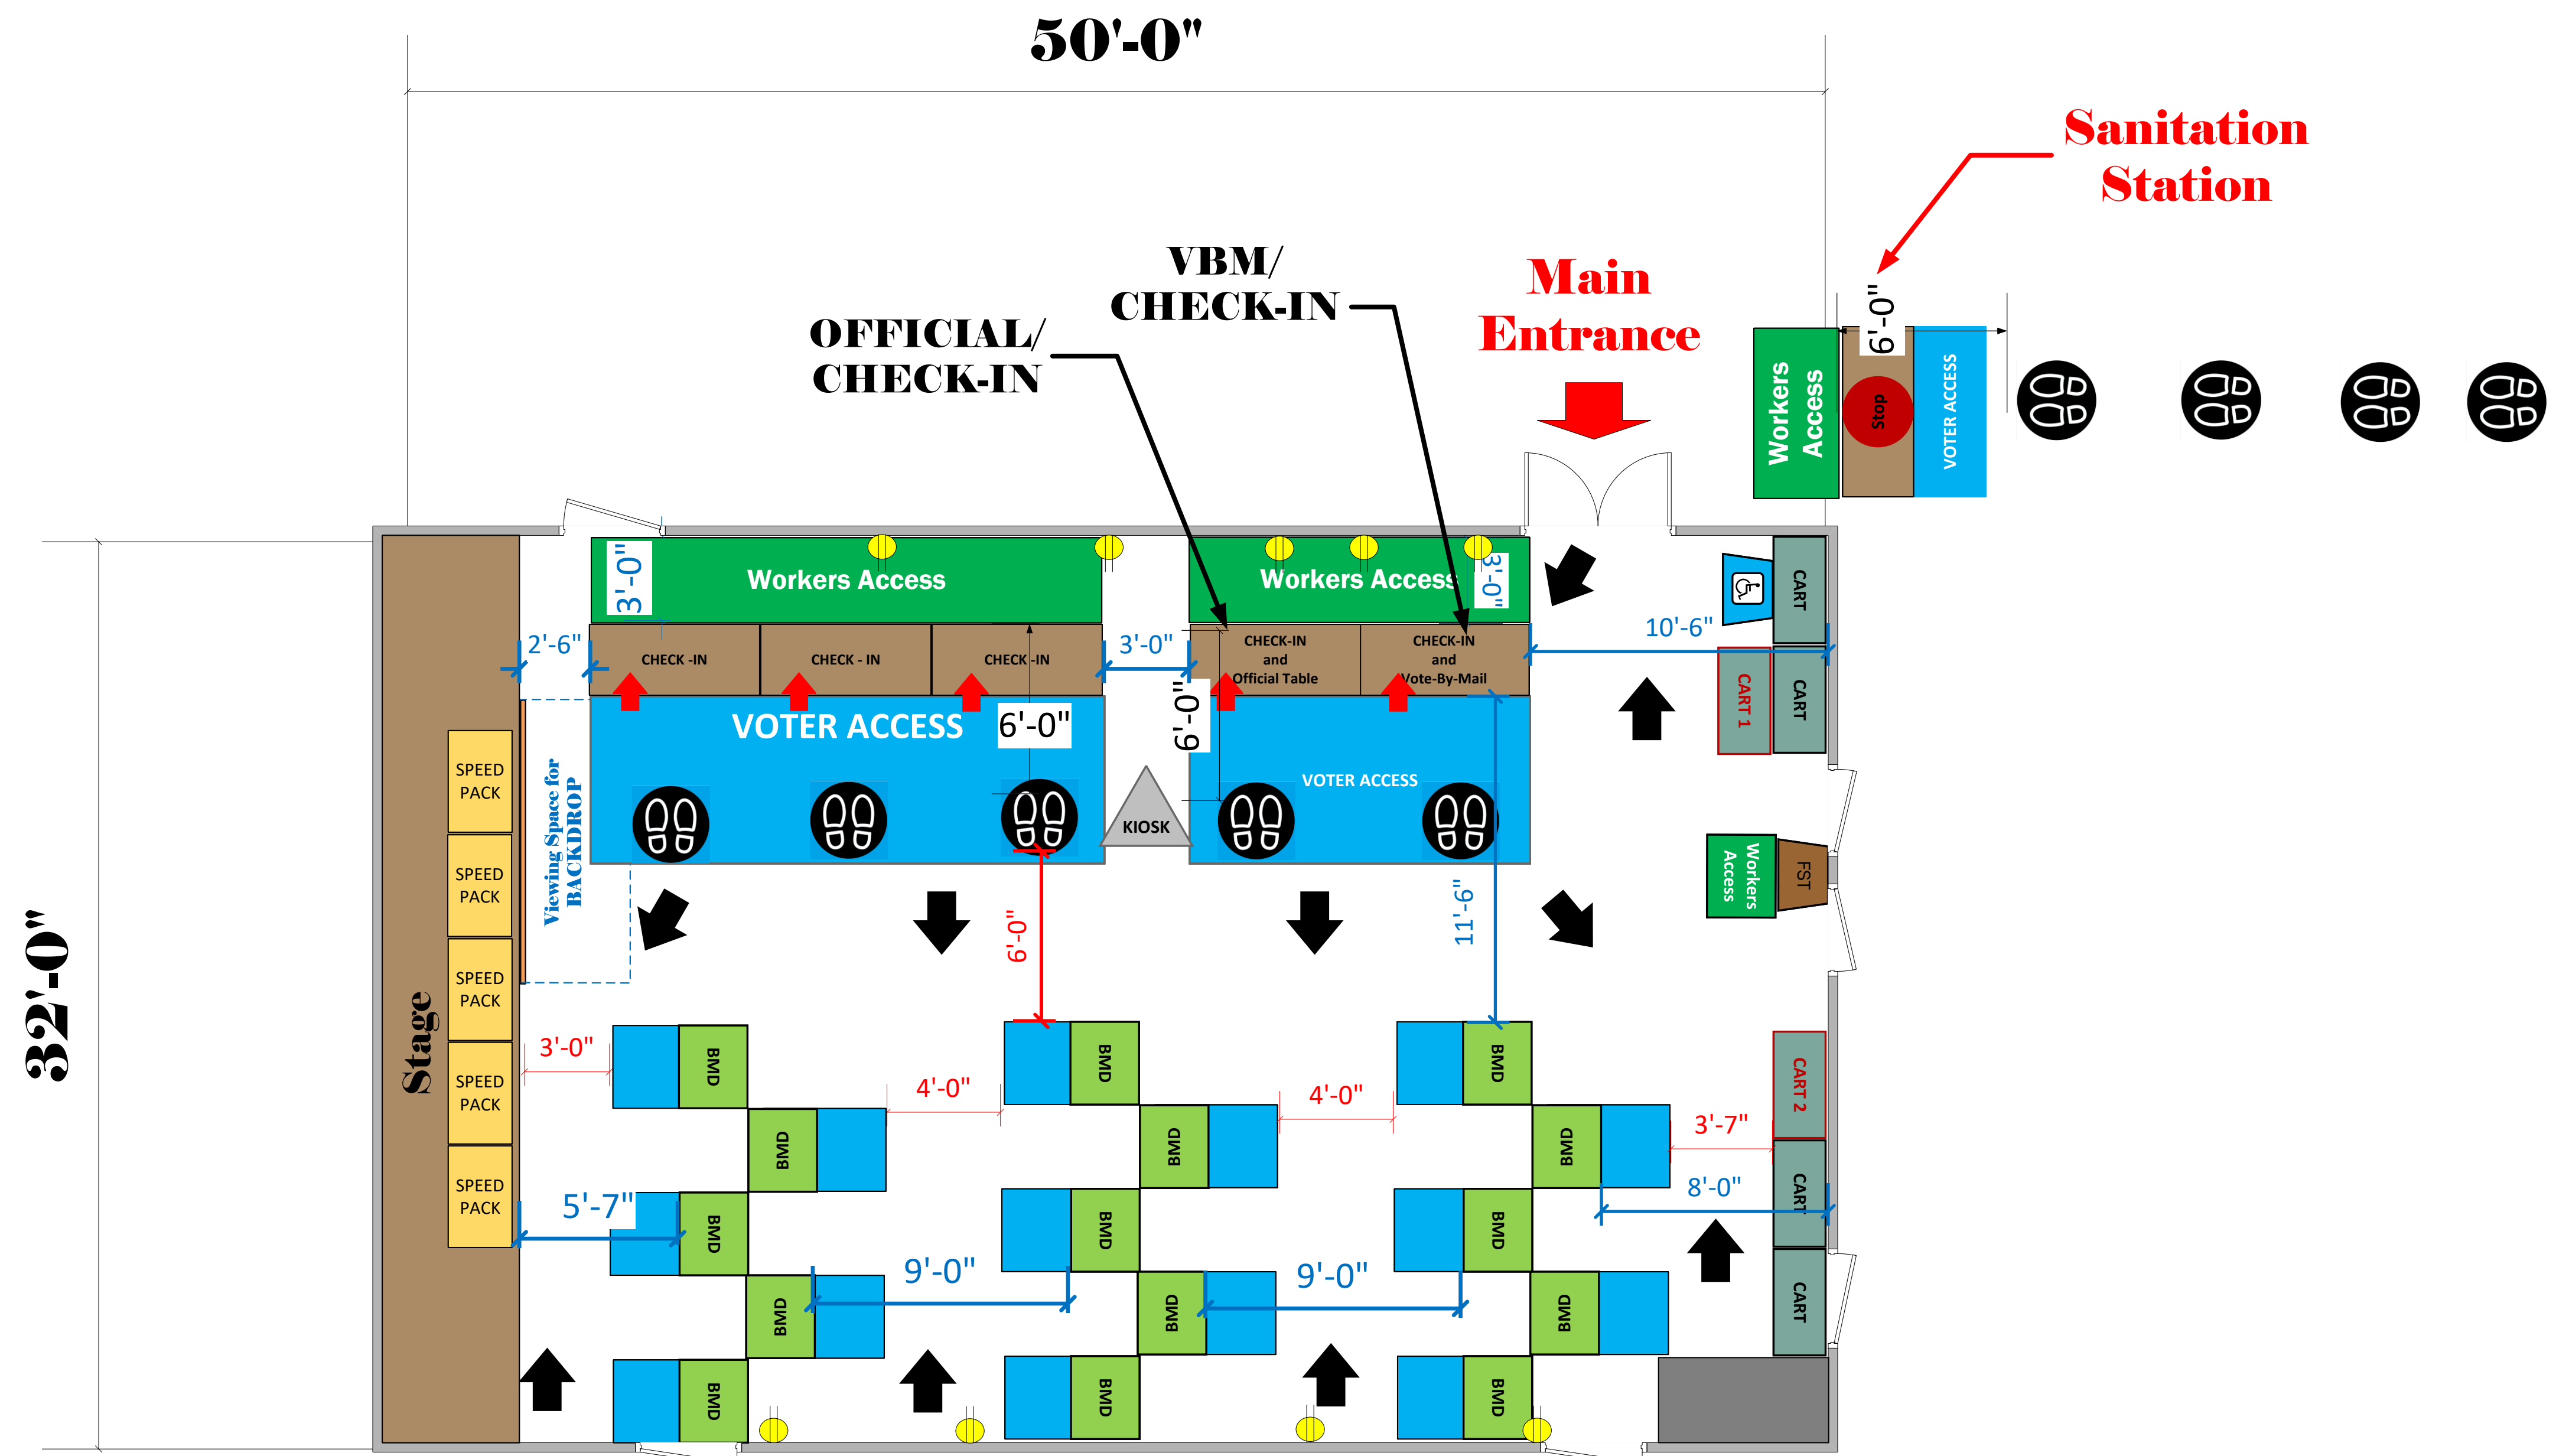 50'-0"
Sanitation
Station
VBM/
CHECK-IN
Main
Entrance
OFFICIAL/
CHECK-IN
6'-0"
Workers
Access
Stop
VOTER ACCESS
32'-0"
3'-0"
Workers Access
Workers Access
3'-0"
CART
2'-6"
CHECK -IN
CHECK - IN
CHECK -IN
3'-0"
CHECK-IN
and
Official Table
CHECK-IN
and
Vote-By-Mail
10'-6"
CART 1
CART
VOTER ACCESS
6'-0"
6'-0"
VOTER ACCESS
KIOSK
SPEED
PACK
Viewing Space for
BACKDROP
Workers
Access
FST
SPEED
PACK
6'-0"
11'-6"
SPEED
PACK
Stage
3'-0"
BMD
BMD
BMD
CART 2
SPEED
PACK
4'-0"
4'-0"
3'-7"
BMD
BMD
BMD
SPEED
PACK
5'-7"
8'-0"
CART
BMD
BMD
BMD
9'-0"
9'-0"
BMD
BMD
BMD
CART
BMD
BMD
BMD